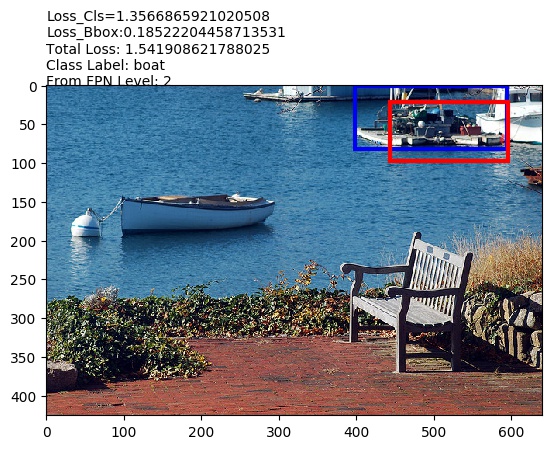 Loss_Cls=1.3566865921020508
Loss_Bbox:0.18522204458713531
Total Loss: 1.541908621788025
Class Label: boat
From FPN Level: 2
0
50
100
150
200
250
300
350
400
0 100 200 300 400 500 600